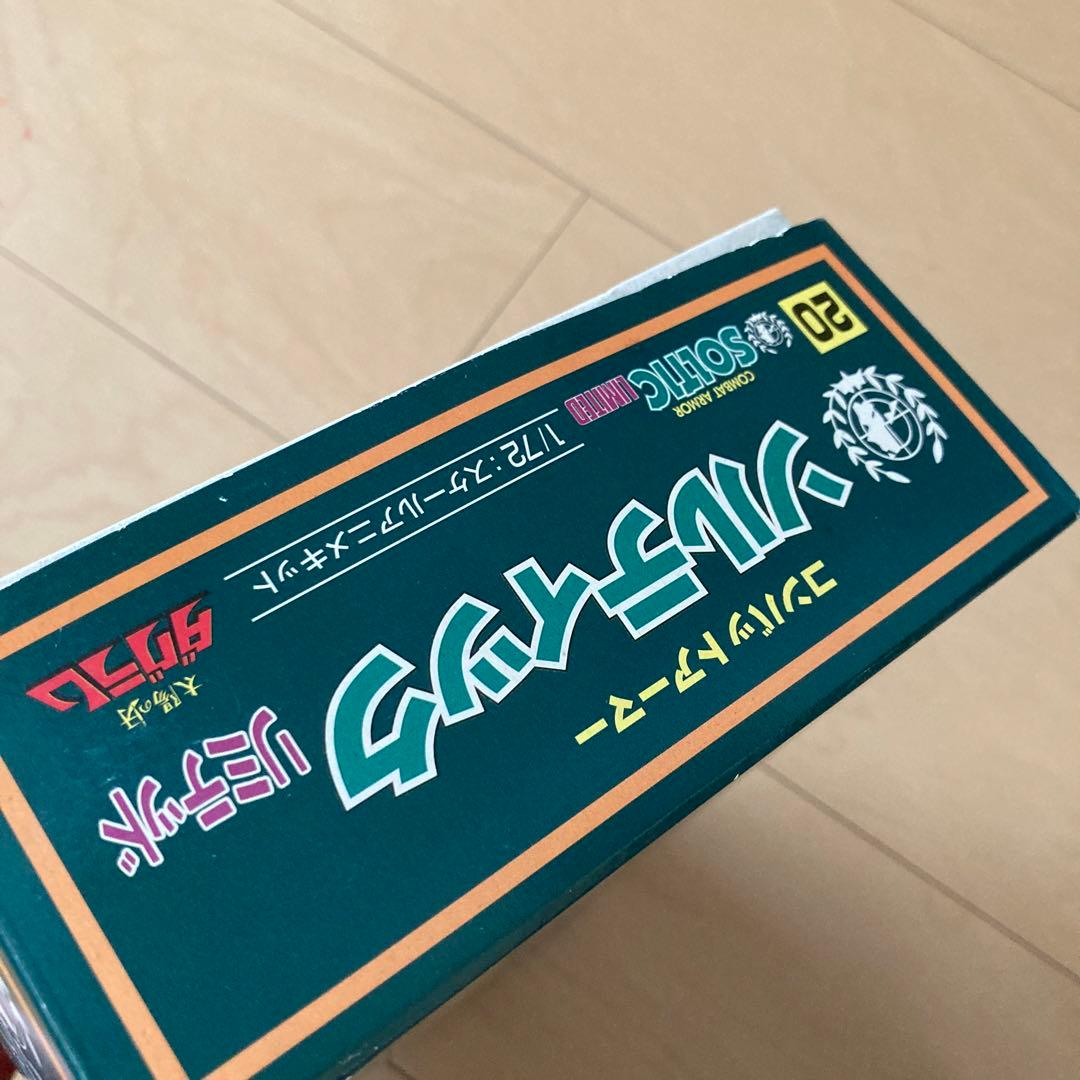 コンバットアーマー
ソルティック
リミテッド
20
COMBAT ARMOR
SOLTIC
LIMITED
1/72:スケールアニメキット
太陽の牙
ダグラム